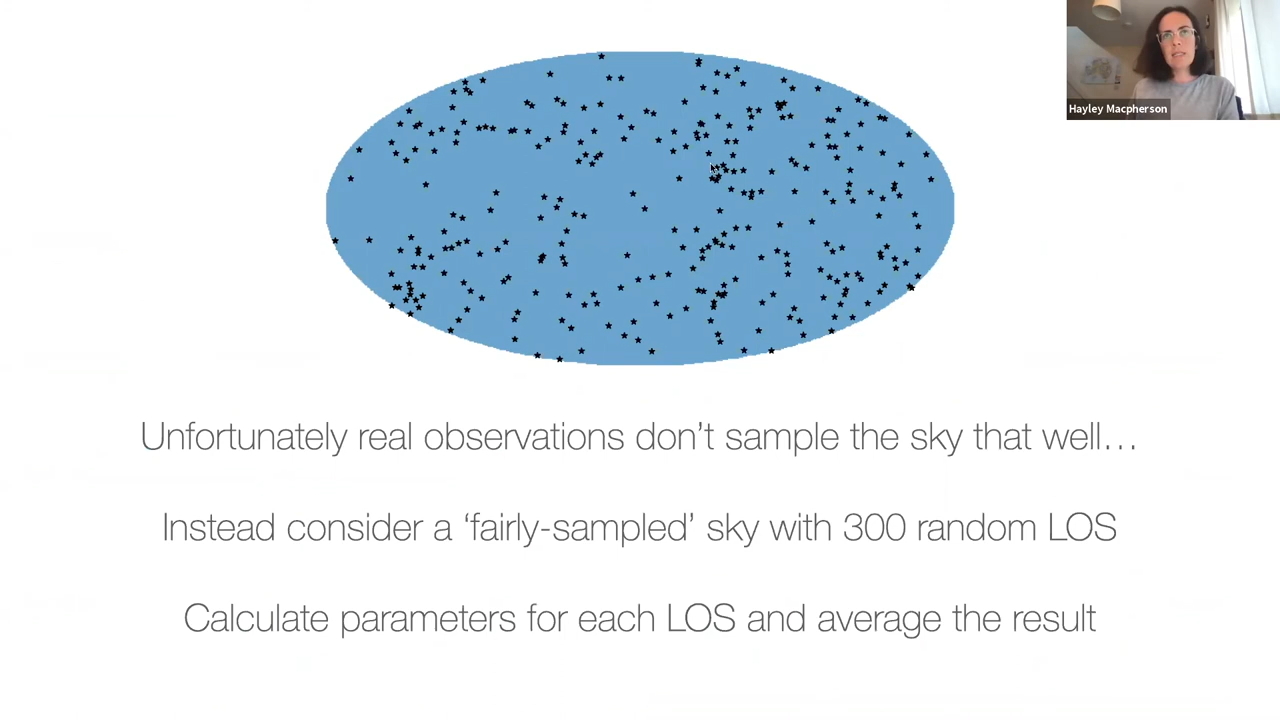 Hayley Macpherson
Unfortunately real observations don’t sample the sky that well…
Instead consider a ‘fairly-sampled’ sky with 300 random LOS
Calculate parameters for each LOS and average the result